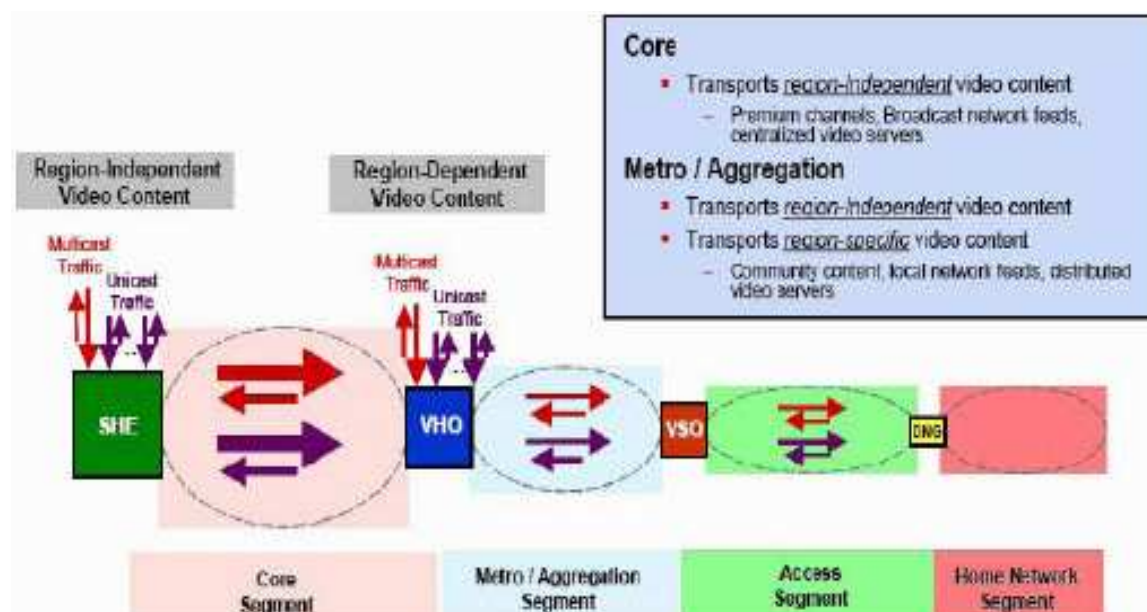 Core
▪ Transports region-independent video content
– Premium channels, Broadcast network feeds,
centralized video servers
Metro / Aggregation
▪ Transports region-independent video content
▪ Transports region-specific video content
– Community content, local network feeds, distributed
video servers
Region-Independent
Video Content
Region-Dependent
Video Content
Multicast
Traffic
Unicast
Traffic
Multicast
Traffic
Unicast
Traffic
SHE
VHO
VSO
Core
Segment
Metro / Aggregation
Segment
Access
Segment
Home Network
Segment